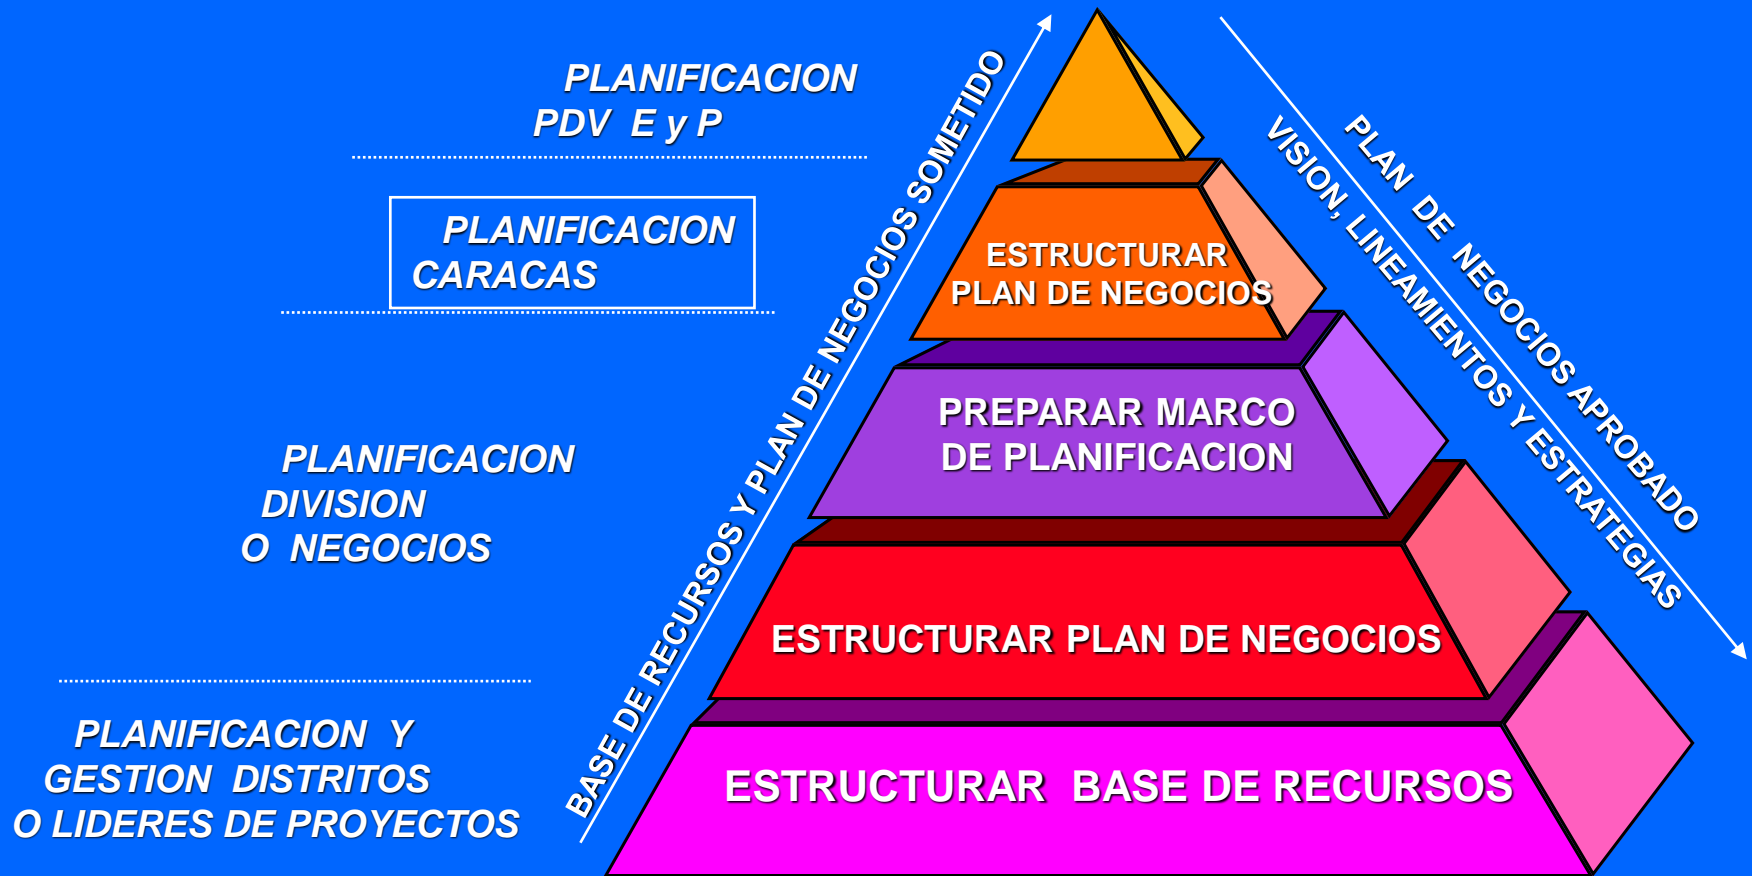 PLANIFICACION
PDV E y P
PLANIFICACION
CARACAS
PLANIFICACION
DIVISION
O NEGOCIOS
PLANIFICACION Y
GESTION DISTRITOS
O LIDERES DE PROYECTOS
BASE DE RECURSOS Y PLAN DE NEGOCIOS SOMETIDO
ESTRUCTURAR
PLAN DE NEGOCIOS
PREPARAR MARCO
DE PLANIFICACION
ESTRUCTURAR PLAN DE NEGOCIOS
ESTRUCTURAR BASE DE RECURSOS
PLAN DE NEGOCIOS APROBADO
VISION, LINEAMIENTOS Y ESTRATEGIAS